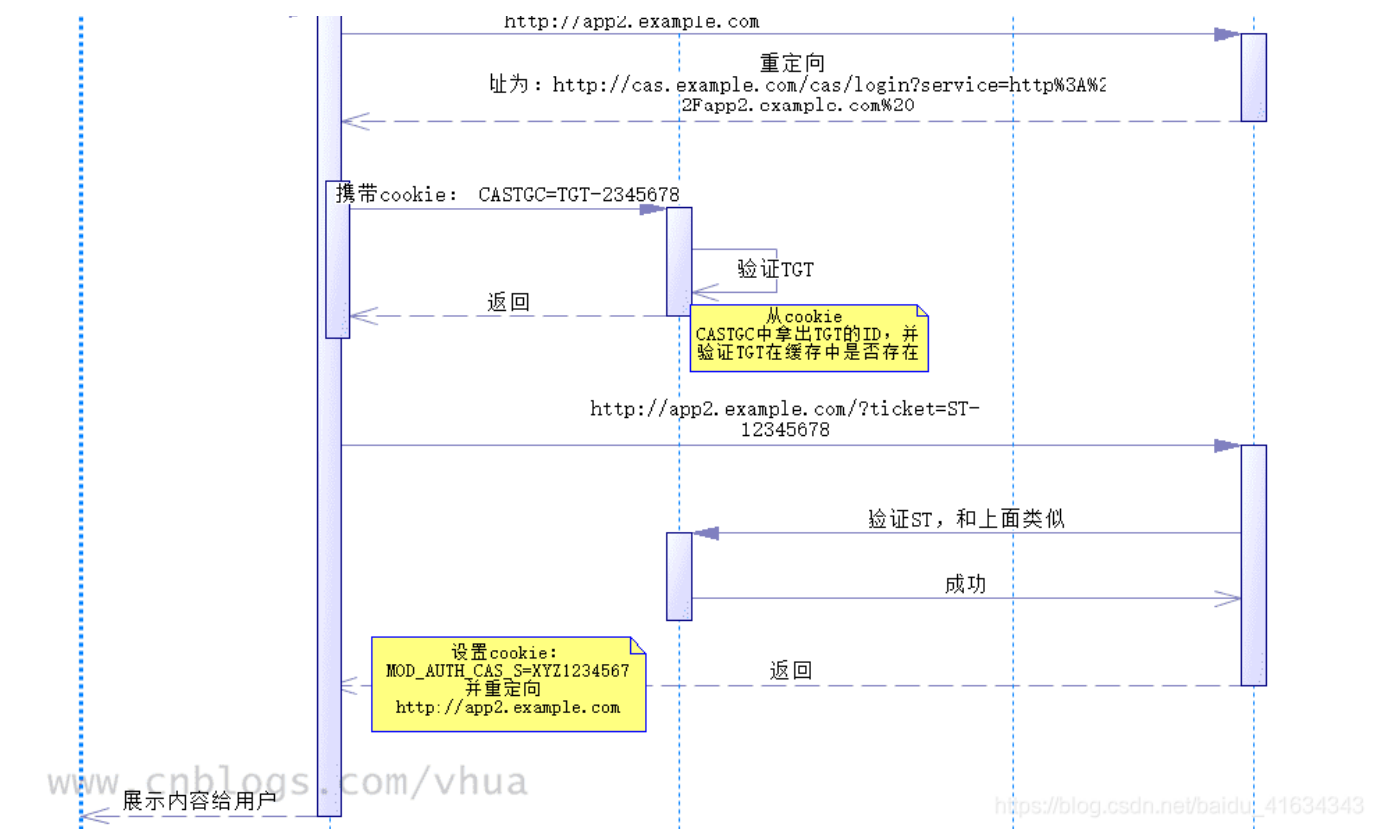 http://app2.example.com
重定向
址为：http://cas.example.com/cas/login?service=http%3A%2
2Fapp2.example.com%20
携带cookie： CASTGC=TGT-2345678
验证TGT
返回
从cookie
CASTGC中拿出TGT的ID，并
验证TGT在缓存中是否存在
http://app2.example.com/?ticket=ST-
12345678
验证ST，和上面类似
成功
设置cookie：
MOD_AUTH_CAS_S=XYZ1234567
并重定向
http://app2.example.com
返回
www.cnblogs.com/vhua
展示内容给用户
https://blog.csdn.net/baidu_41634343